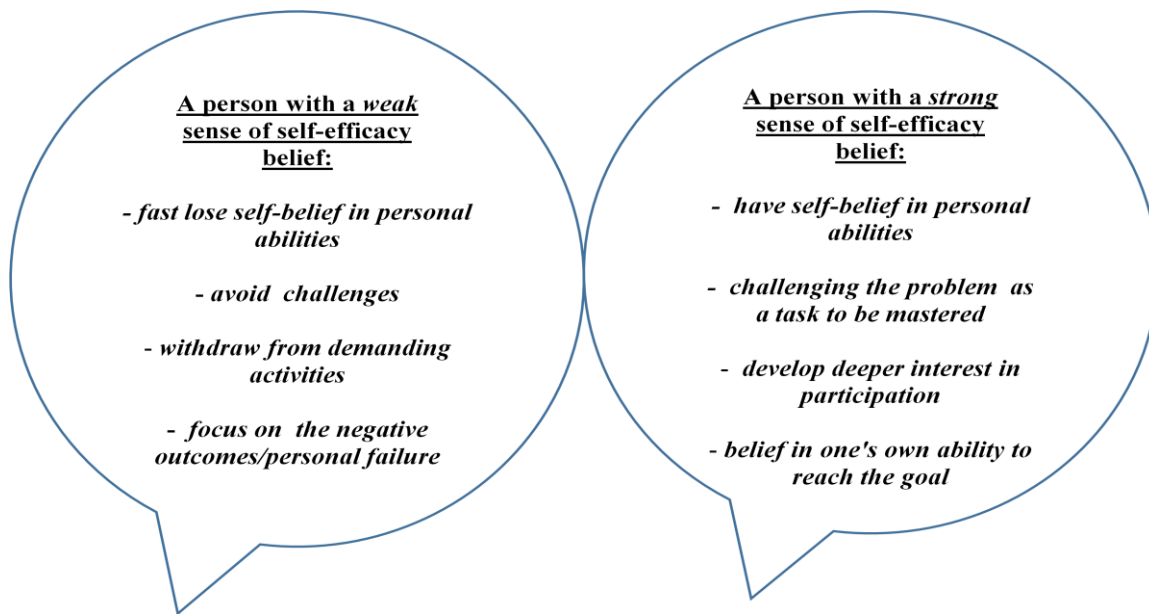 A person with a weak
sense of self-efficacy
belief:
- fast lose self-belief in personal
abilities
- avoid challenges
- withdraw from demanding
activities
- focus on the negative
outcomes/personal failure
A person with a strong
sense of self-efficacy
belief:
- have self-belief in personal
abilities
- challenging the problem as
a task to be mastered
- develop deeper interest in
participation
- belief in one's own ability to
reach the goal